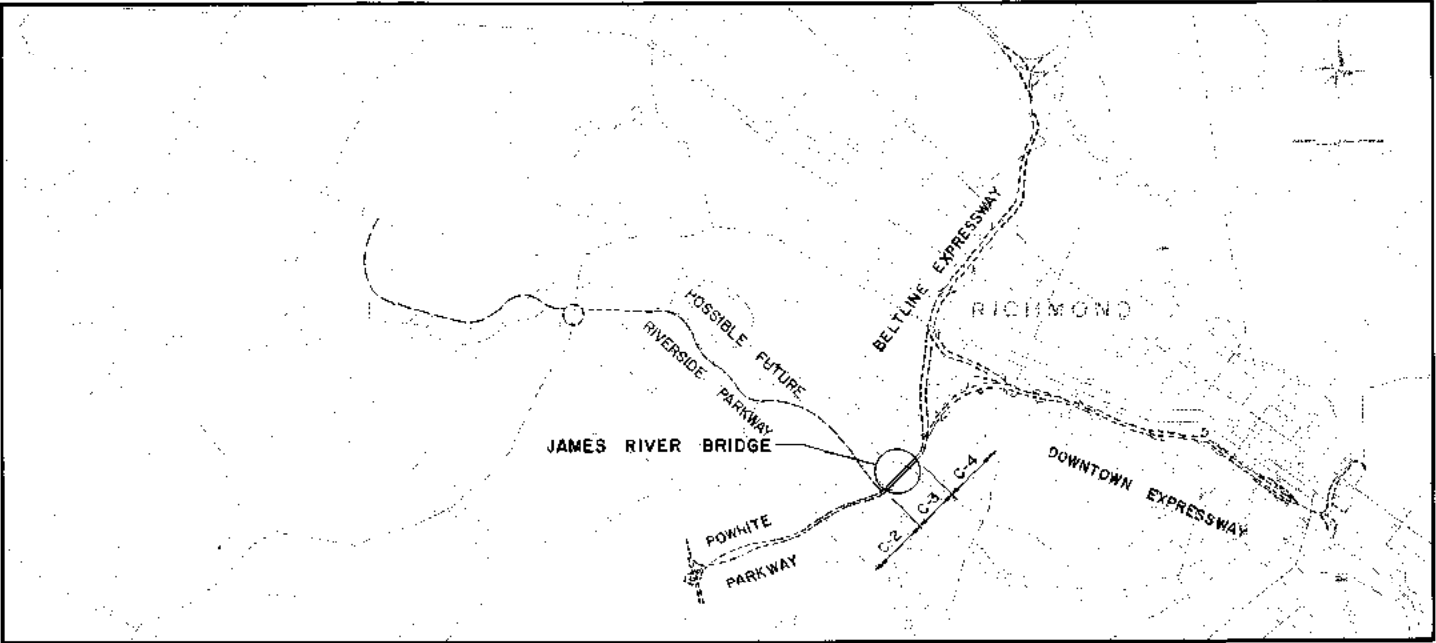 BELTLINE EXPRESSWAY
RICHMOND
POSSIBLE FUTURE
RIVERSIDE PARKWAY
JAMES RIVER BRIDGE
C-4
C-3
C-2
DOWNTOWN EXPRESSWAY
POWHITE
PARKWAY